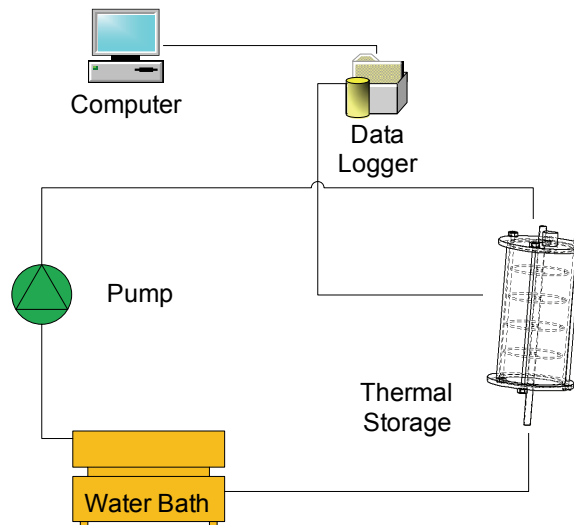 Computer
Data
Logger
Pump
Thermal
Storage
Water Bath